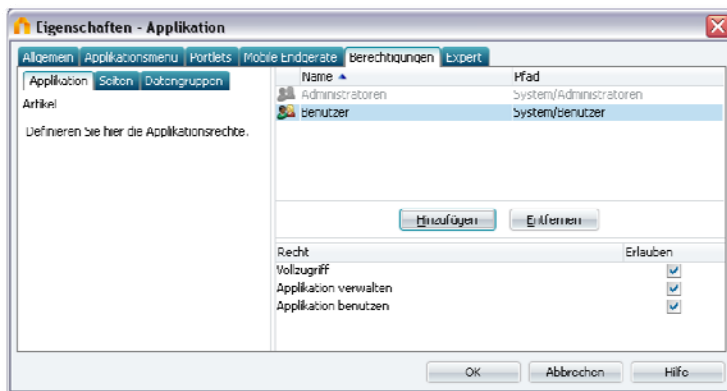 Eigenschaften - Applikation
Allgemein Applikationsmenü Portlets Mobile Endgeräte Berechtigungen Expert
Applikation Seiten Datengruppen
Artikel
Definieren Sie hier die Applikationsrechte.
Name Pfad
Administratoren System/Administratoren
Benutzer System/Benutzer
Hinzufügen Entfernen
Recht Erlauben
Vollzugriff
Applikation verwalten
Applikation benutzen
OK Abbrechen Hilfe